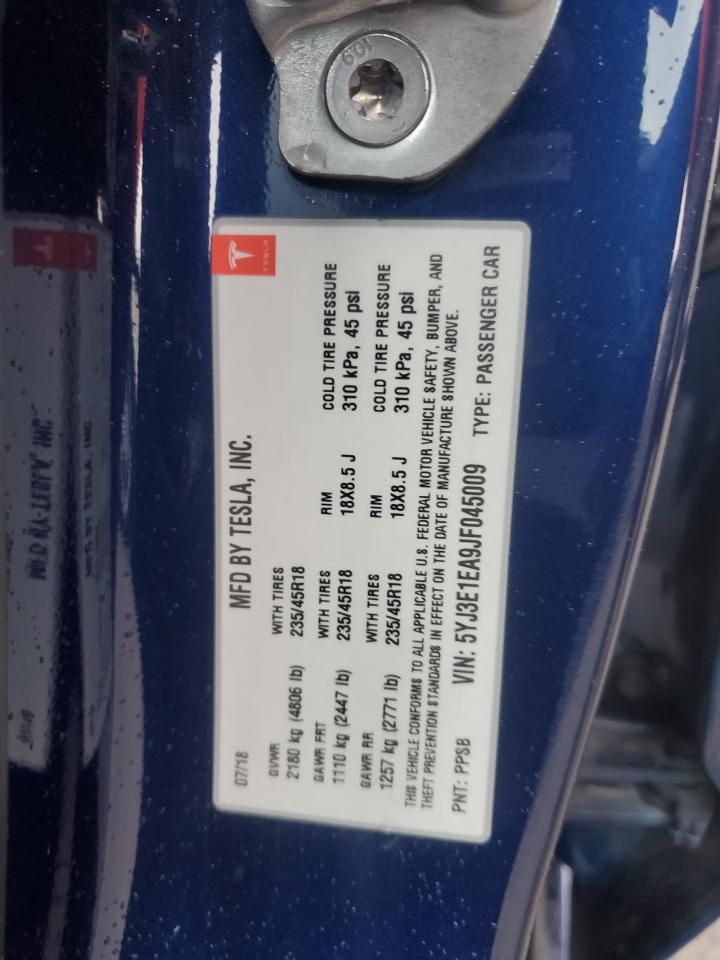 10.9
TESLA
07/18 MFD BY TESLA, INC.
GVWR WITH TIRES
2180 kg (4806 lb) 235/45R18
GAWR FRT WITH TIRES RIM COLD TIRE PRESSURE
1110 kg (2447 lb) 235/45R18 18X8.5 J 310 kPa, 45 psi
GAWR RR WITH TIRES RIM COLD TIRE PRESSURE
1257 kg (2771 lb) 235/45R18 18X8.5 J 310 kPa, 45 psi
THIS VEHICLE CONFORMS TO ALL APPLICABLE U.S. FEDERAL MOTOR VEHICLE SAFETY, BUMPER, AND
THEFT PREVENTION STANDARDS IN EFFECT ON THE DATE OF MANUFACTURE SHOWN ABOVE.
PNT: PPSB VIN: 5YJ3E1EA9JF045009 TYPE: PASSENGER CAR